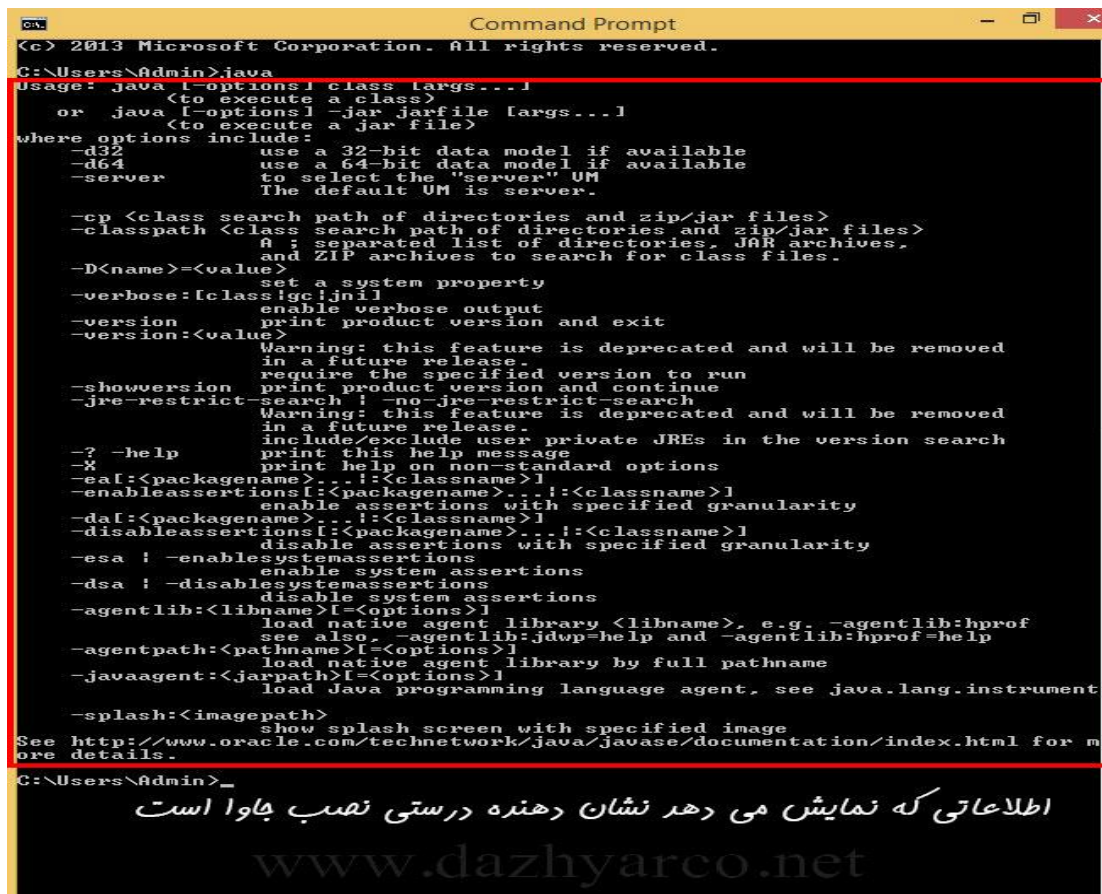 Command Prompt
(c) 2013 Microsoft Corporation. All rights reserved.
C:\Users\Admin>java
Usage: java [-options] class [args...]
(to execute a class)
or java [-options] -jar jarfile [args...]
(to execute a jar file)
where options include:
-d32 use a 32-bit data model if available
-d64 use a 64-bit data model if available
-server to select the "server" VM
The default VM is server.
-cp <class search path of directories and zip/jar files>
-classpath <class search path of directories and zip/jar files>
A ; separated list of directories, JAR archives,
and ZIP archives to search for class files.
-D<name>=<value>
set a system property
-verbose:[class|gc|jni]
enable verbose output
-version print product version and exit
-version:<value>
Warning: this feature is deprecated and will be removed
in a future release.
require the specified version to run
-showversion print product version and continue
-jre-restrict-search | -no-jre-restrict-search
Warning: this feature is deprecated and will be removed
in a future release.
include/exclude user private JREs in the version search
-? -help print this help message
-X print help on non-standard options
-ea[:<packagename>...|:<classname>]
-enableassertions[:<packagename>...|:<classname>]
enable assertions with specified granularity
-da[:<packagename>...|:<classname>]
-disableassertions[:<packagename>...|:<classname>]
disable assertions with specified granularity
-esa | -enablesystemassertions
enable system assertions
-dsa | -disablesystemassertions
disable system assertions
-agentlib:<libname>[=<options>]
load native agent library <libname>, e.g. -agentlib:hprof
see also, -agentlib:jdwp=help and -agentlib:hprof=help
-agentpath:<pathname>[=<options>]
load native agent library by full pathname
-javaagent:<jarpath>[=<options>]
load Java programming language agent, see java.lang.instrument
-splash:<imagepath>
show splash screen with specified image
See http://www.oracle.com/technetwork/java/javase/documentation/index.html for m
ore details.
C:\Users\Admin>_
اطلاعاتی که نمایش می دهد نشان دهنده درستی نصب جاوا است
www.dazhyarco.net